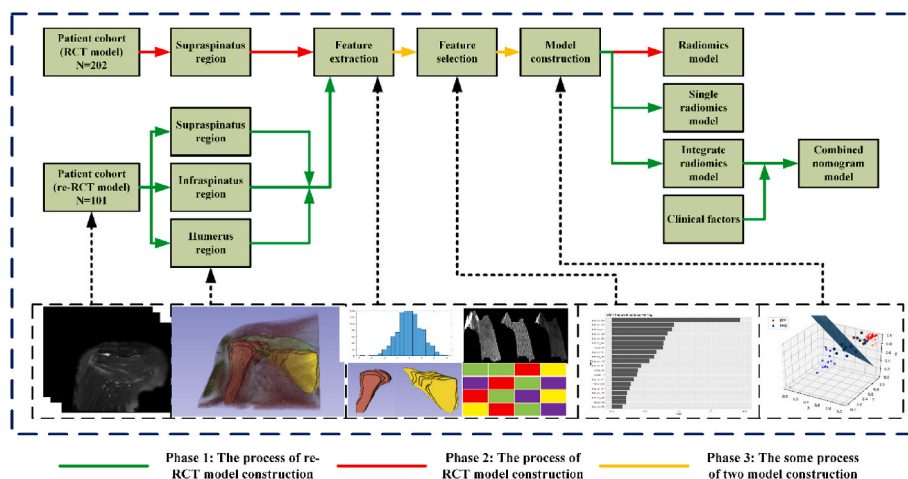 Patient cohort
(RCT model)
N=202
Supraspinatus
region
Feature
extraction
Feature
selection
Model
construction
Radiomics
model
Single
radiomics
model
Supraspinatus
region
Patient cohort
(re-RCT model)
N=101
Infraspinatus
region
Integrate
radiomics
model
Combined
nomogram
model
Humerus
region
Clinical factors
Phase 1: The process of re-
RCT model construction
Phase 2: The process of
RCT model construction
Phase 3: The some process
of two model construction